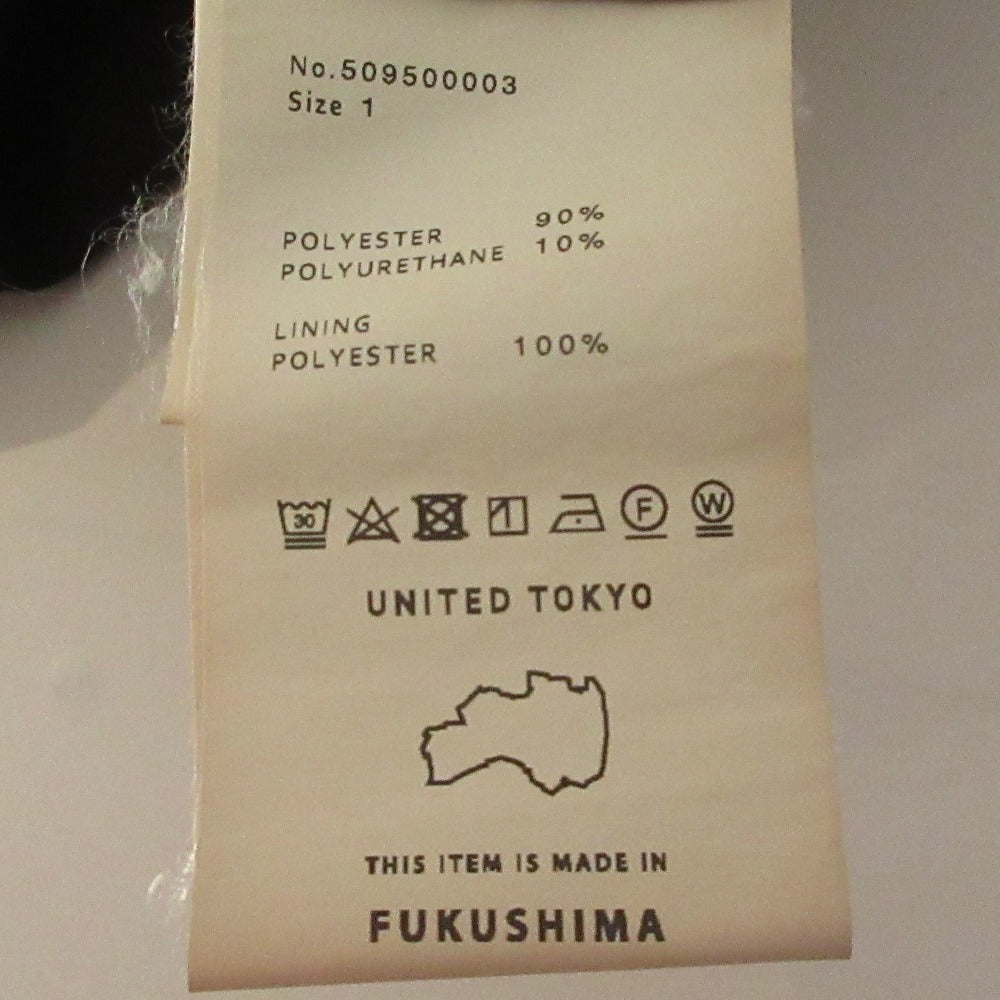 No.509500003
Size 1
POLYESTER 90%
POLYURETHANE 10%
LINING
POLYESTER 100%
30 F W
UNITED TOKYO
THIS ITEM IS MADE IN
FUKUSHIMA